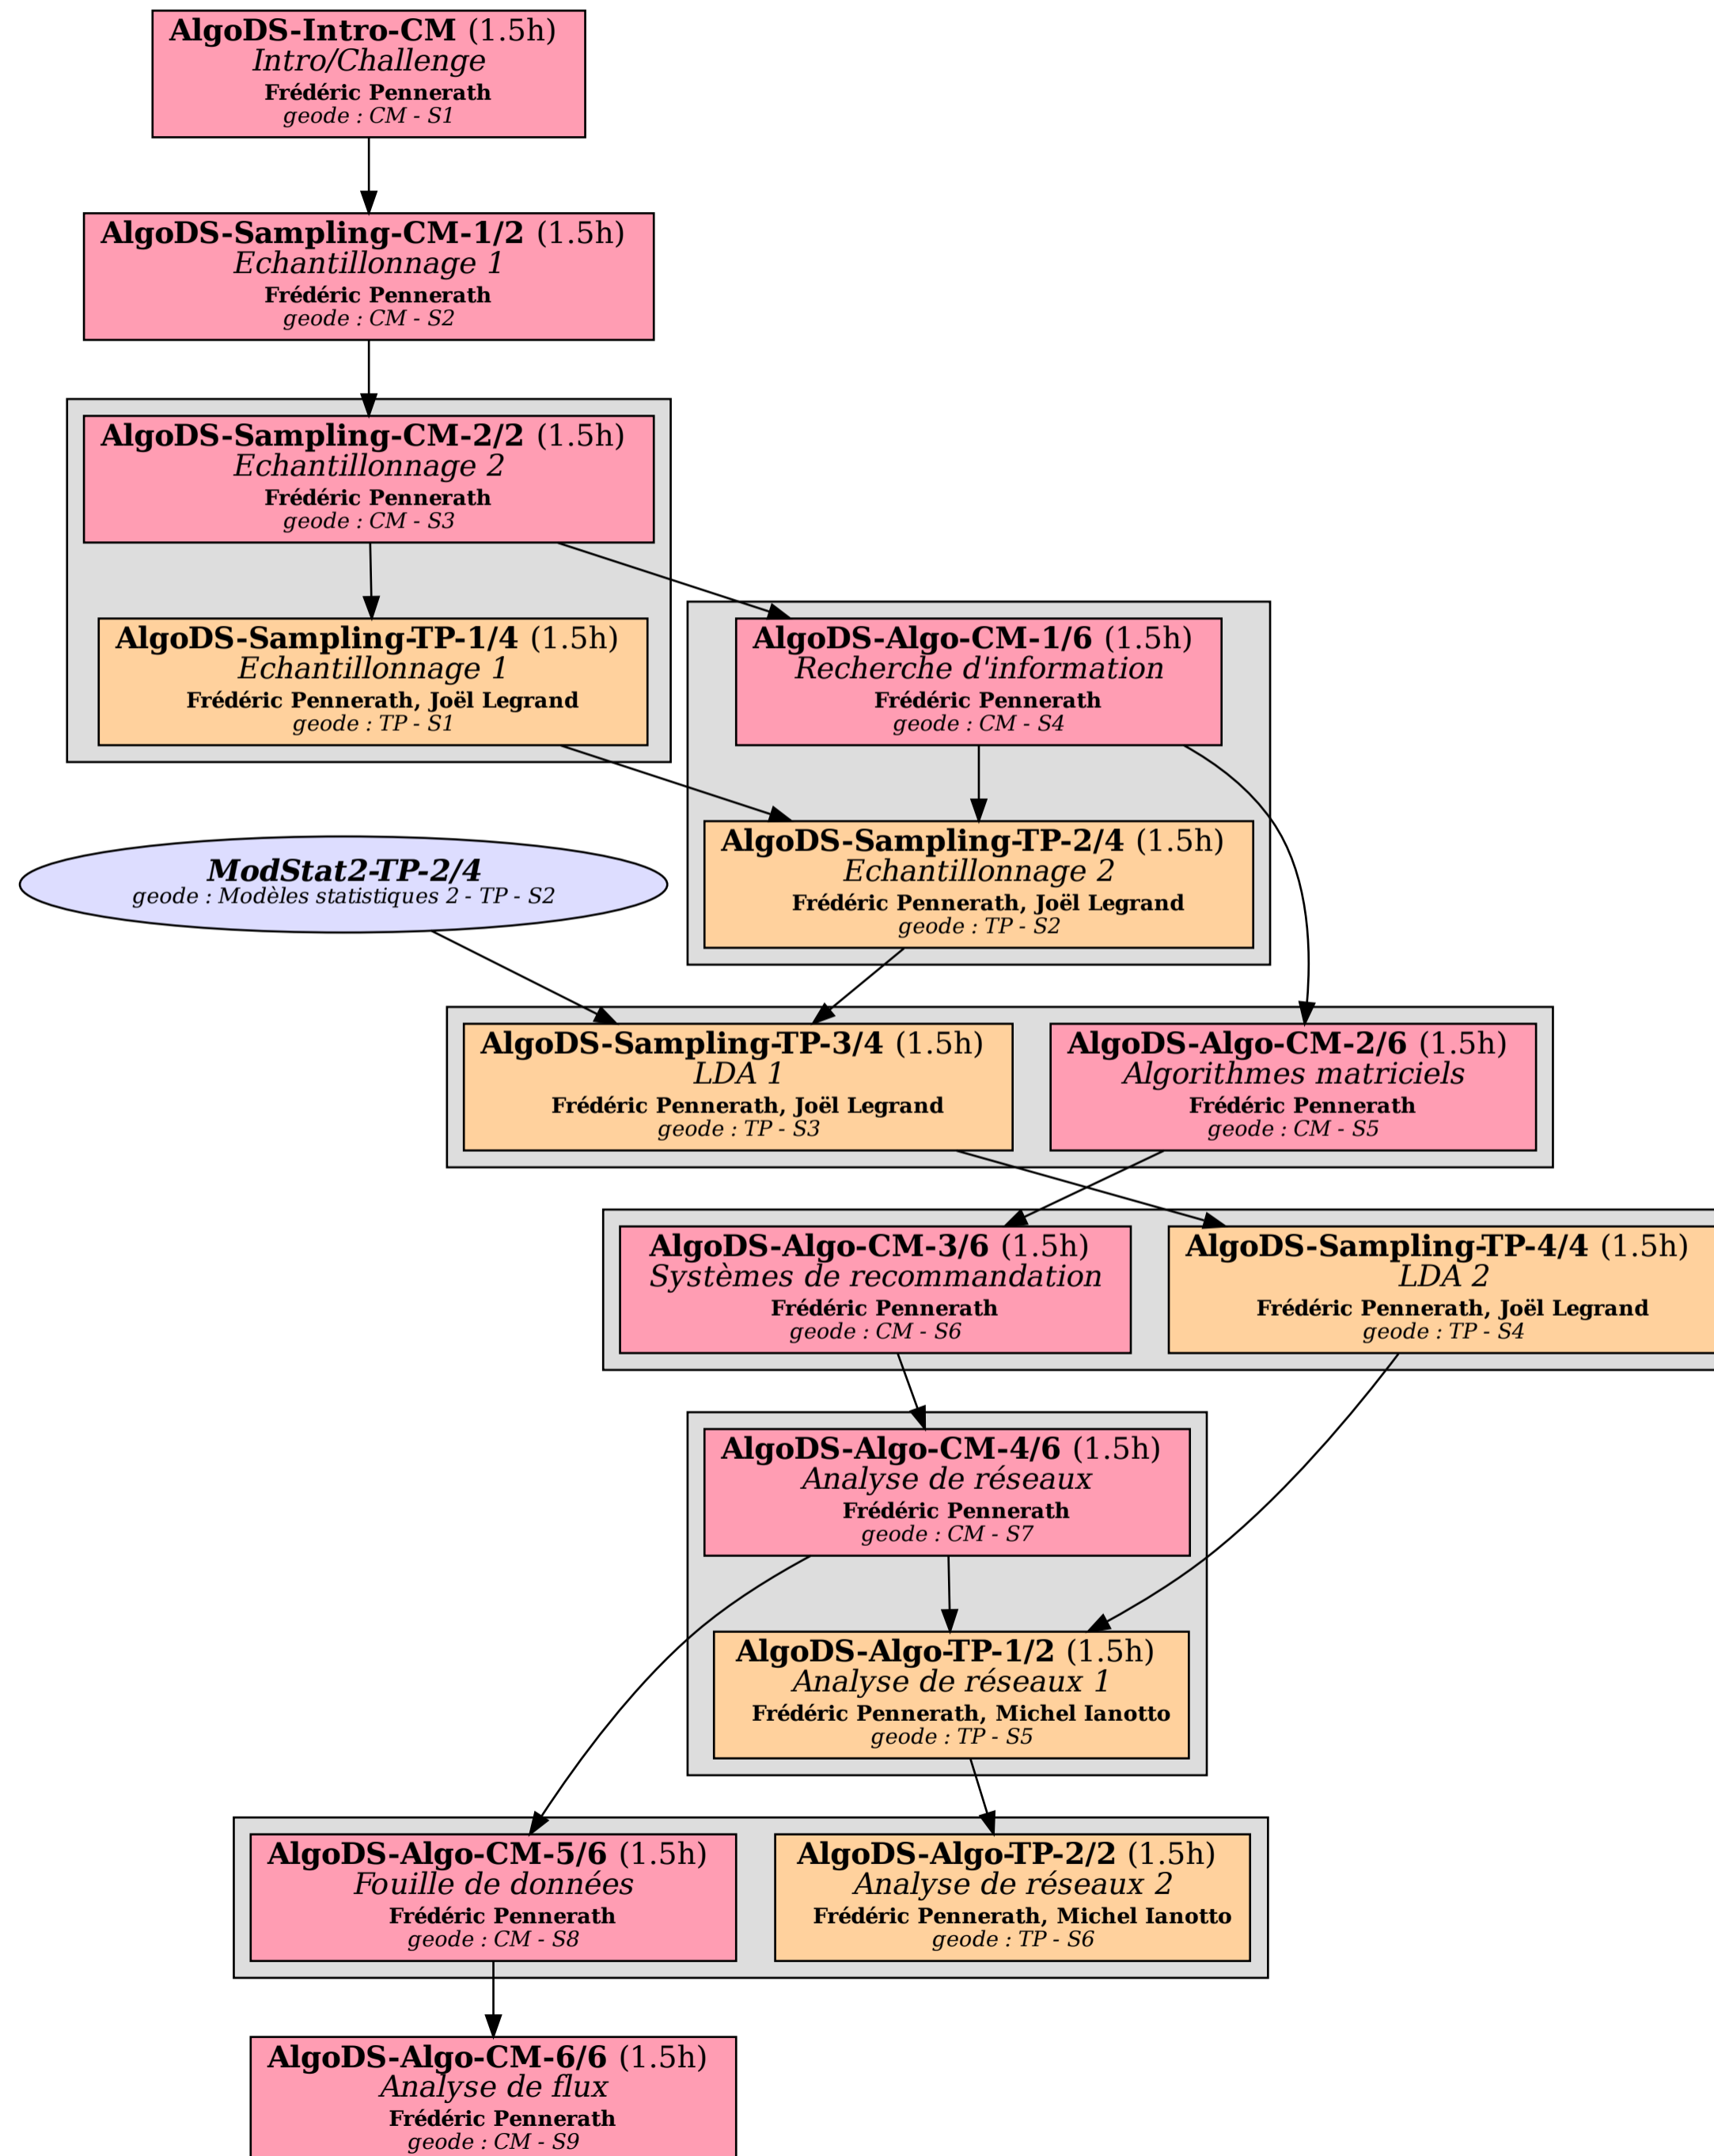 AlgoDS-Intro-CM (1.5h)
Intro/Challenge
Frédéric Pennerath
geode : CM - S1
AlgoDS-Sampling-CM-1/2 (1.5h)
Echantillonnage 1
Frédéric Pennerath
geode : CM - S2
AlgoDS-Sampling-CM-2/2 (1.5h)
Echantillonnage 2
Frédéric Pennerath
geode : CM - S3
AlgoDS-Sampling-TP-1/4 (1.5h)
Echantillonnage 1
Frédéric Pennerath, Joël Legrand
geode : TP - S1
AlgoDS-Algo-CM-1/6 (1.5h)
Recherche d'information
Frédéric Pennerath
geode : CM - S4
AlgoDS-Sampling-TP-2/4 (1.5h)
Echantillonnage 2
Frédéric Pennerath, Joël Legrand
geode : TP - S2
ModStat2-TP-2/4
geode : Modèles statistiques 2 - TP - S2
AlgoDS-Sampling-TP-3/4 (1.5h)
LDA 1
Frédéric Pennerath, Joël Legrand
geode : TP - S3
AlgoDS-Algo-CM-2/6 (1.5h)
Algorithmes matriciels
Frédéric Pennerath
geode : CM - S5
AlgoDS-Algo-CM-3/6 (1.5h)
Systèmes de recommandation
Frédéric Pennerath
geode : CM - S6
AlgoDS-Sampling-TP-4/4 (1.5h)
LDA 2
Frédéric Pennerath, Joël Legrand
geode : TP - S4
AlgoDS-Algo-CM-4/6 (1.5h)
Analyse de réseaux
Frédéric Pennerath
geode : CM - S7
AlgoDS-Algo-TP-1/2 (1.5h)
Analyse de réseaux 1
Frédéric Pennerath, Michel Ianotto
geode : TP - S5
AlgoDS-Algo-CM-5/6 (1.5h)
Fouille de données
Frédéric Pennerath
geode : CM - S8
AlgoDS-Algo-TP-2/2 (1.5h)
Analyse de réseaux 2
Frédéric Pennerath, Michel Ianotto
geode : TP - S6
AlgoDS-Algo-CM-6/6 (1.5h)
Analyse de flux
Frédéric Pennerath
geode : CM - S9